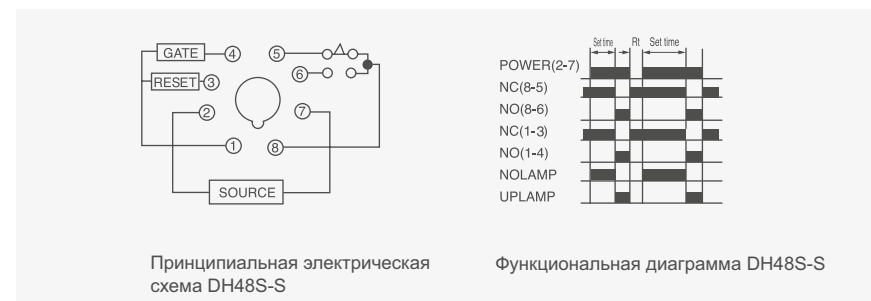 GATE ④ ⑤
⑥
RESET ③
② ⑦
① ⑧
SOURCE
Принципиальная электрическая
схема DH48S-S
Set time Rt Set time
POWER(2-7)
NC(8-5)
NO(8-6)
NC(1-3)
NO(1-4)
NOLAMP
UPLAMP
Функциональная диаграмма DH48S-S